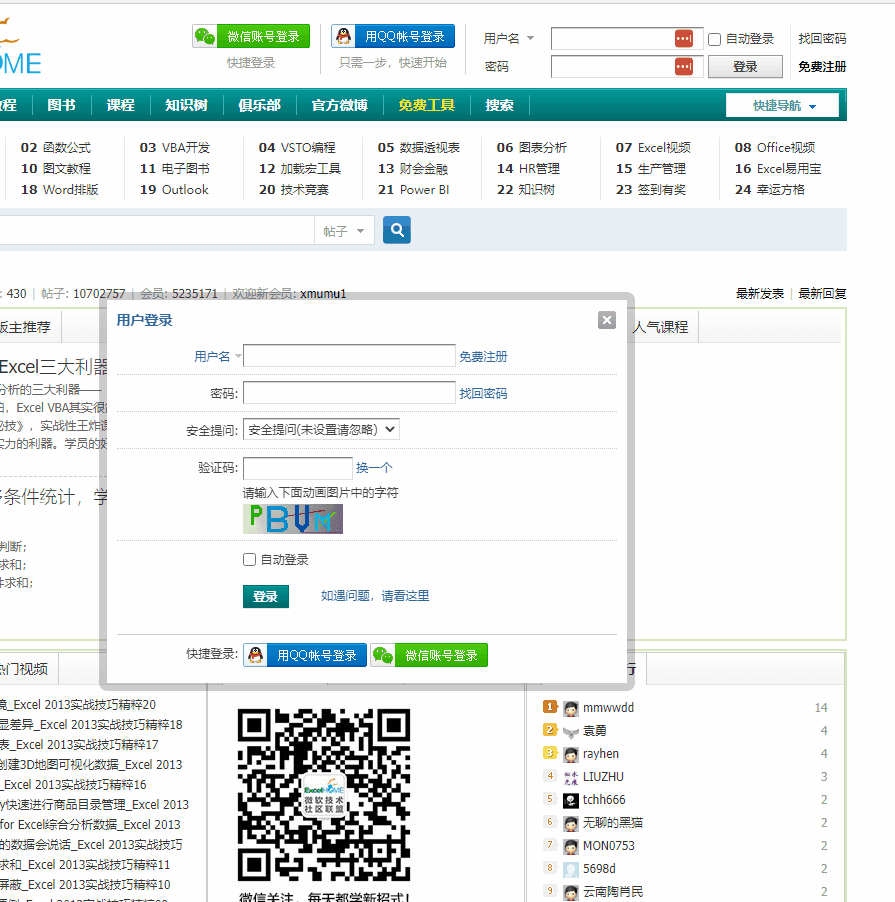 微信账号登录
用QQ帐号登录
用户名
自动登录
找回密码
快捷登录
只需一步，快速开始
密码
登录
免费注册
OME
程
图书
课程
知识树
俱乐部
官方微博
免费工具
搜索
快捷导航
02 函数公式
03 VBA开发
04 VSTO编程
05 数据透视表
06 图表分析
07 Excel视频
08 Office视频
10 图文教程
11 电子图书
12 加载宏工具
13 财会金融
14 HR管理
15 生产管理
16 Excel易用宝
18 Word排版
19 Outlook
20 技术竞赛
21 Power BI
22 知识树
23 签到有奖
24 幸运方格
帖子
: 430 | 帖子: 10702757 | 会员: 5235171 | 欢迎新会员: xmumu1
最新发表 | 最新回复
版主推荐
人气课程
Excel三大利器
分析的三大利器——
，Excel VBA其实很
秘技》，实战性王炸课
实力的利器。学员的好
多条件统计，学
判断；
求和；
件求和；
用户登录
用户名
免费注册
密码:
找回密码
安全提问:
安全提问(未设置请忽略)
验证码:
换一个
请输入下面动画图片中的字符
PBUM
自动登录
登录
如遇问题，请看这里
快捷登录:
用QQ帐号登录
微信账号登录
热门视频
行
境_Excel 2013实战技巧精粹20
显差异_Excel 2013实战技巧精粹18
表_Excel 2013实战技巧精粹17
创建3D地图可视化数据_Excel 2013
_Excel 2013实战技巧精粹16
y快速进行商品目录管理_Excel 2013
for Excel综合分析数据_Excel 2013
的数据会说话_Excel 2013实战技巧
求和_Excel 2013实战技巧精粹11
屏蔽_Excel 2013实战技巧精粹10
ExcelHOME
微软技术
社区联盟
微信关注，每天都学新招式！
1 mmwwdd 14
2 袁勇 4
3 rayhen 4
4 LIUZHU 3
5 tchh666 2
6 无聊的黑猫 2
7 MON0753 2
8 5698d 2
9 云南陶肖民 2